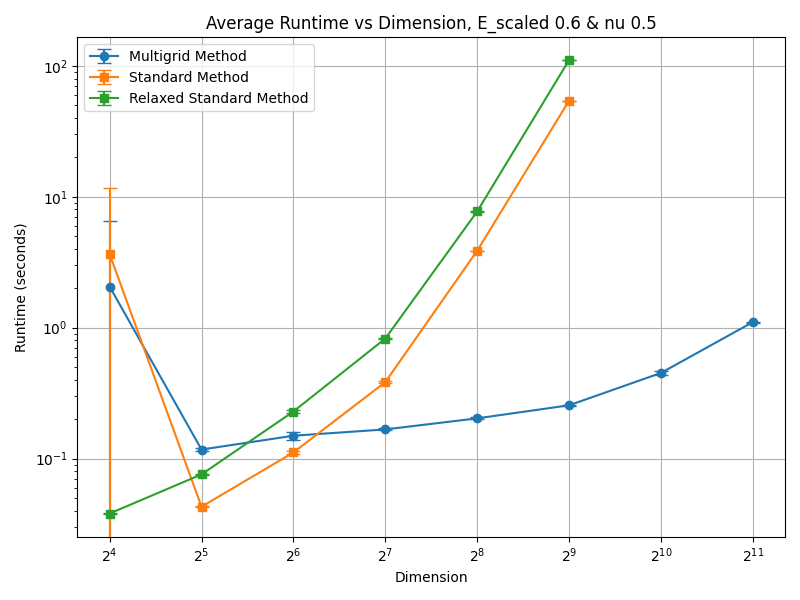 Average Runtime vs Dimension, E_scaled 0.6 & nu 0.5
Multigrid Method
Standard Method
Relaxed Standard Method
Runtime (seconds)
10²
10¹
10⁰
10⁻¹
2⁴ 2⁵ 2⁶ 2⁷ 2⁸ 2⁹ 2¹⁰ 2¹¹
Dimension